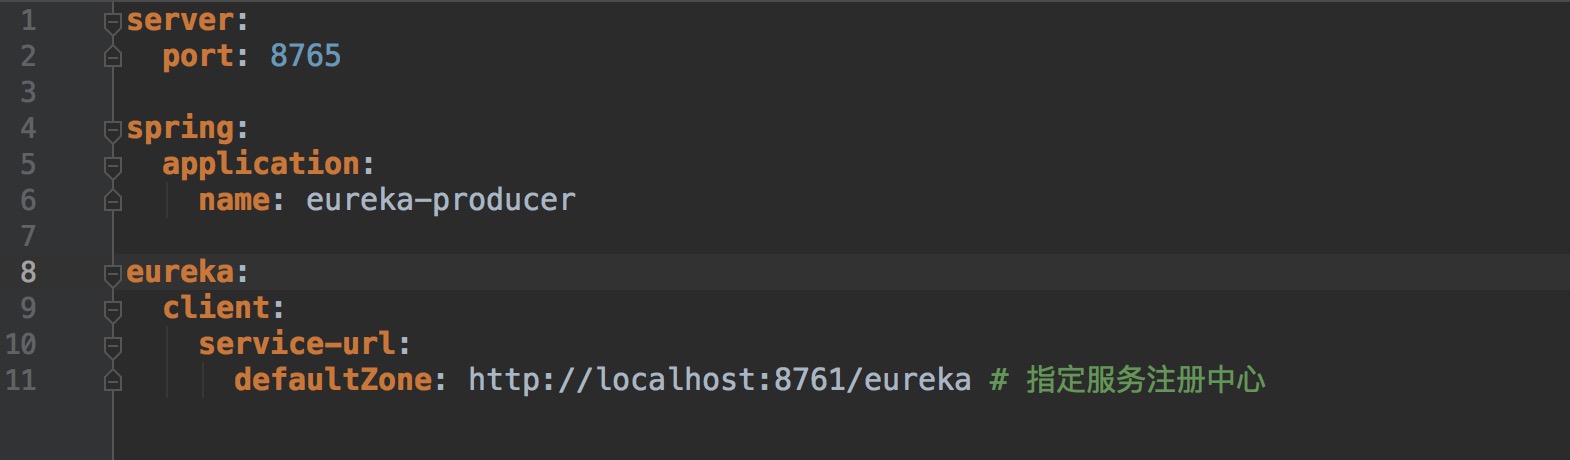 1 server:
2   port: 8765
3
4 spring:
5   application:
6     name: eureka-producer
7
8 eureka:
9   client:
10     service-url:
11       defaultZone: http://localhost:8761/eureka # 指定服务注册中心